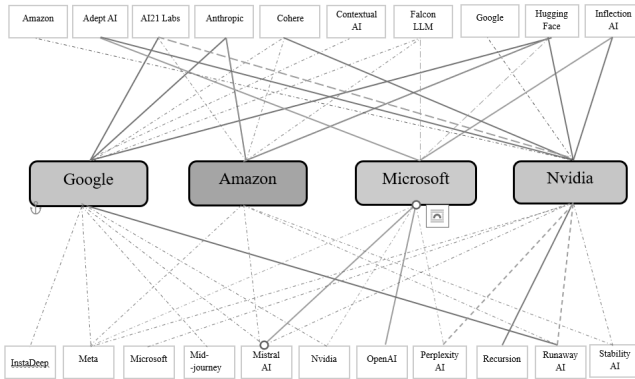 Amazon
Adept AI
AI21 Labs
Anthropic
Cohere
Contextual
AI
Falcon
LLM
Google
Hugging
Face
Inflection
AI
Google
Amazon
Microsoft
Nvidia
InstaDeep
Meta
Microsoft
Mid-
-journey
Mistral
AI
Nvidia
OpenAI
Perplexity
AI
Recursion
Runaway
AI
Stability
AI